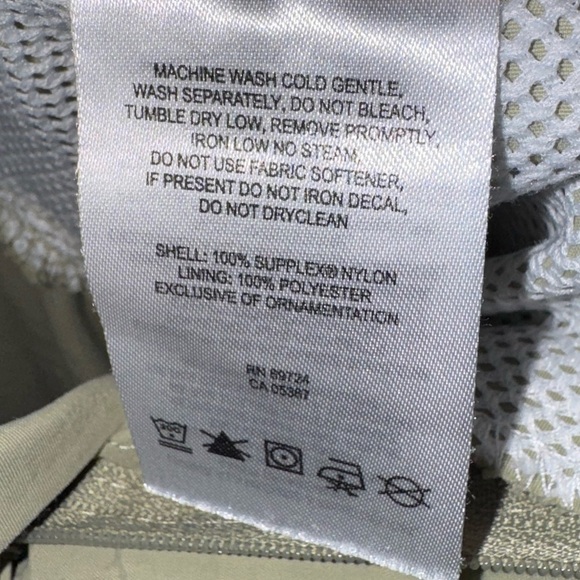 MACHINE WASH COLD GENTLE,
WASH SEPARATELY, DO NOT BLEACH,
TUMBLE DRY LOW, REMOVE PROMPTLY,
IRON LOW NO STEAM,
DO NOT USE FABRIC SOFTENER,
IF PRESENT DO NOT IRON DECAL,
DO NOT DRYCLEAN
SHELL: 100% SUPPLEX® NYLON
LINING: 100% POLYESTER
EXCLUSIVE OF ORNAMENTATION
RN 69724
CA 05367